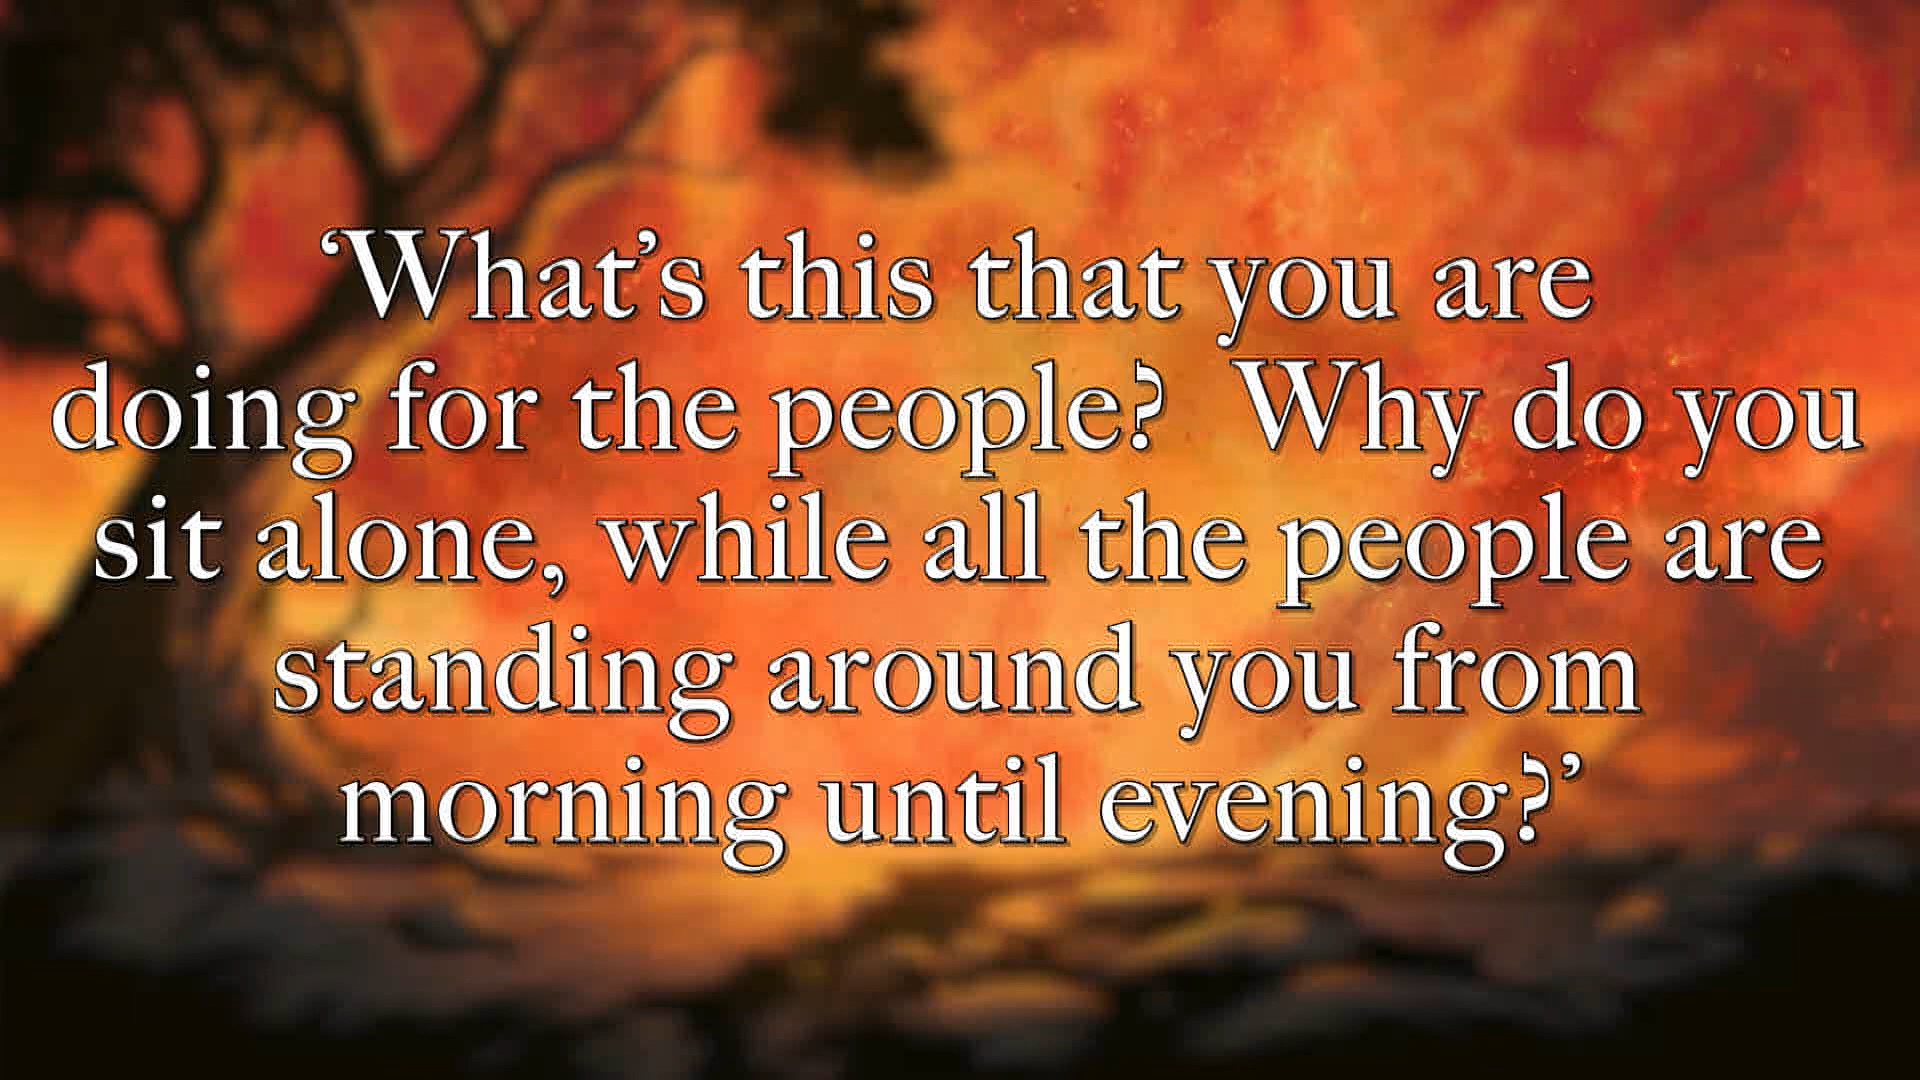 ‘What’s this that you are
doing for the people?  Why do you
sit alone, while all the people are
standing around you from
morning until evening?’